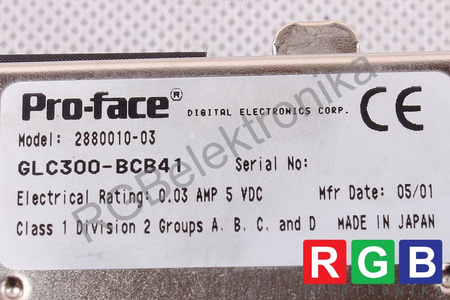 Pro-face® DIGITAL ELECTRONICS CORP. CE
Model: 2880010-03
GLC300-BCB41 Serial No:
Electrical Rating: 0.03 AMP 5 VDC Mfr Date: 05/01
Class 1 Division 2 Groups A, B, C, and D MADE IN JAPAN
RGBelektronika
RGB